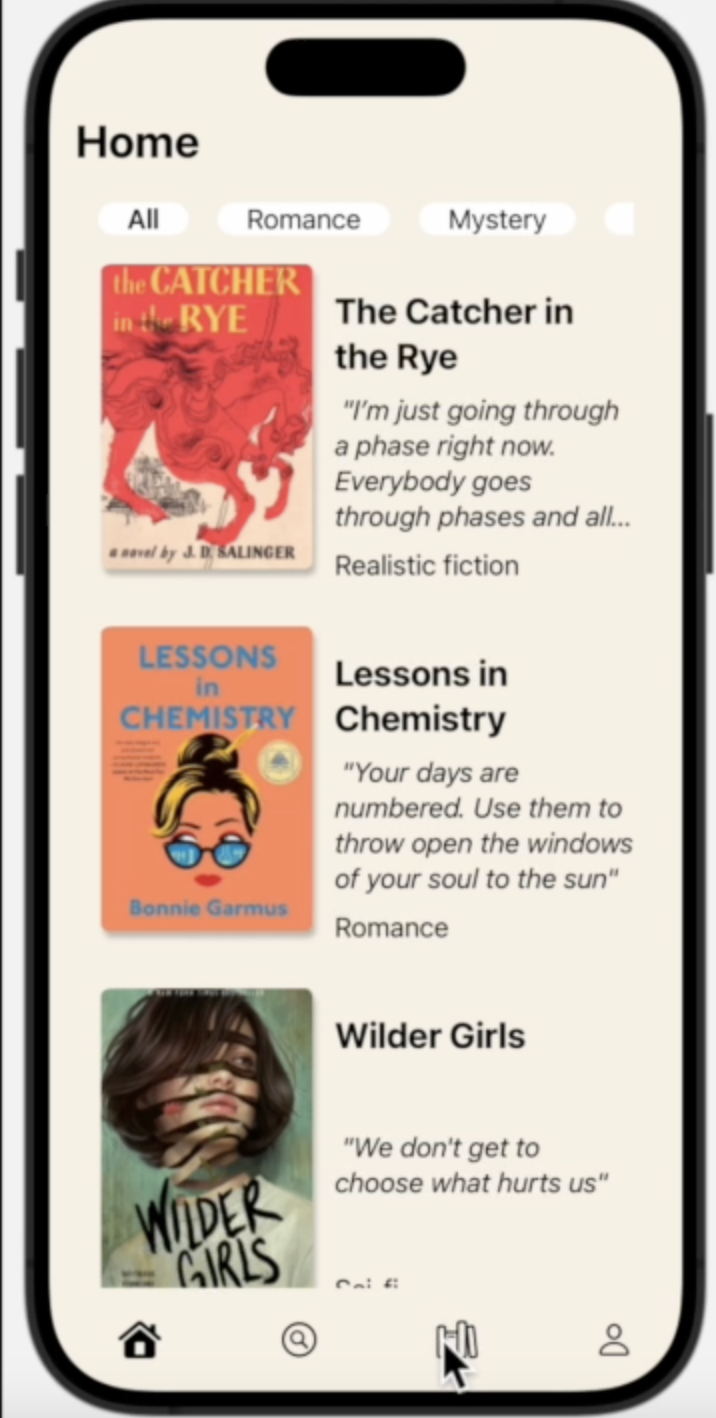 Home
All Romance Mystery
the CATCHER
in the RYE
a novel by J. D. SALINGER
The Catcher in
the Rye
"I'm just going through
a phase right now.
Everybody goes
through phases and all...
Realistic fiction
LESSONS
in
CHEMISTRY
Bonnie Garmus
Lessons in
Chemistry
"Your days are
numbered. Use them to
throw open the windows
of your soul to the sun"
Romance
WILDER
GIRLS
Wilder Girls
"We don't get to
choose what hurts us"
Sci-fi